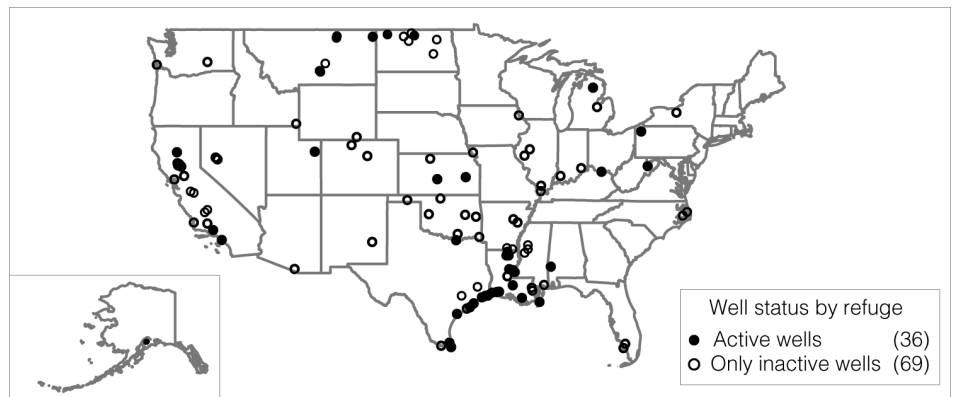 Well status by refuge
Active wells (36)
Only inactive wells (69)